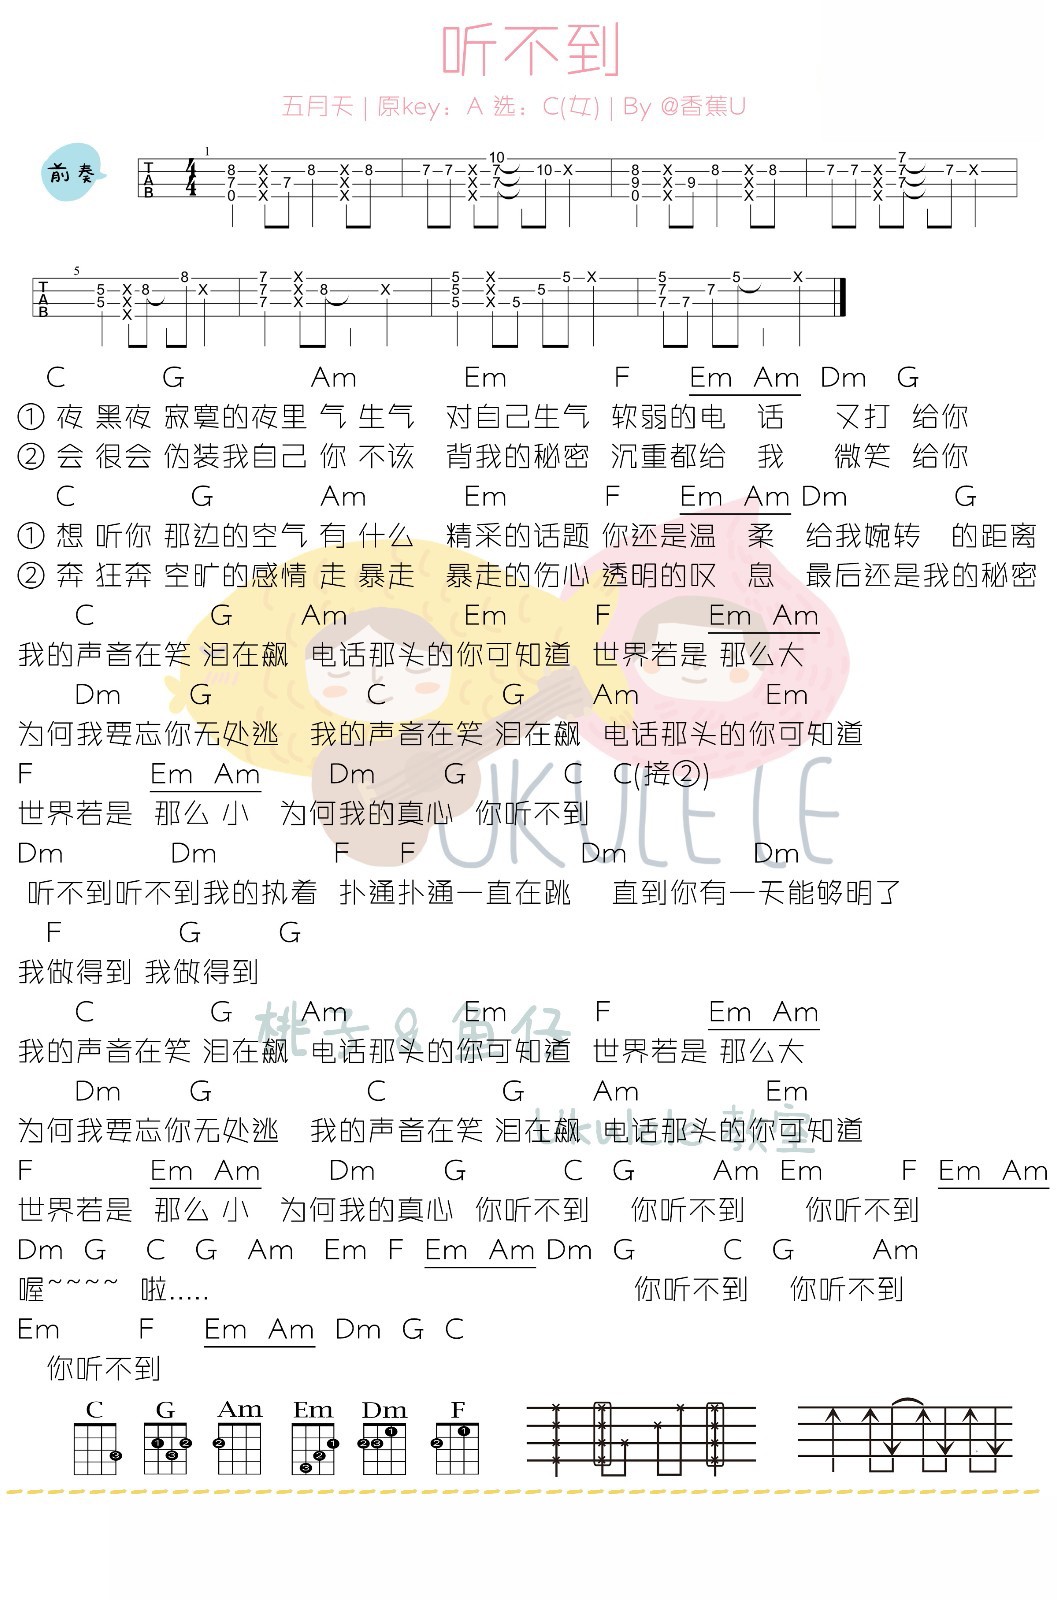 听不到
五月天 | 原key：A 选：C(女) | By @香蕉U
前奏
C G Am Em F Em Am Dm G
① 夜 黑夜 寂寞的夜里 气 生气 对自己生气 软弱的电 话 又打 给你
② 会 很会 伪装我自己 你 不该 背我的秘密 沉重都给 我 微笑 给你
C G Am Em F Em Am Dm G
① 想 听你 那边的空气 有 什么 精采的话题 你还是温 柔 给我婉转 的距离
② 奔 狂奔 空旷的感情 走 暴走 暴走的伤心 透明的叹 息 最后还是我的秘密
C G Am Em F Em Am
我的声音在笑 泪在飙 电话那头的你可知道 世界若是 那么大
Dm G C G Am Em
为何我要忘你无处逃 我的声音在笑 泪在飙 电话那头的你可知道
F Em Am Dm G C C(接②)
世界若是 那么 小 为何我的真心 你听不到
UKULELE
Dm Dm F F Dm Dm
听不到听不到我的执着 扑通扑通一直在跳 直到你有一天能够明了
F G G
我做得到 我做得到
C G Am Em F Em Am
桃子 & 鱼仔
我的声音在笑 泪在飙 电话那头的你可知道 世界若是 那么大
Dm G C G Am Em
Ukulele 教室
为何我要忘你无处逃 我的声音在笑 泪在飙 电话那头的你可知道
F Em Am Dm G C G Am Em F Em Am
世界若是 那么 小 为何我的真心 你听不到 你听不到 你听不到
Dm G C G Am Em F Em Am Dm G C G Am
喔~~~~ 啦..... 你听不到 你听不到
Em F Em Am Dm G C
你听不到
C G Am Em Dm F